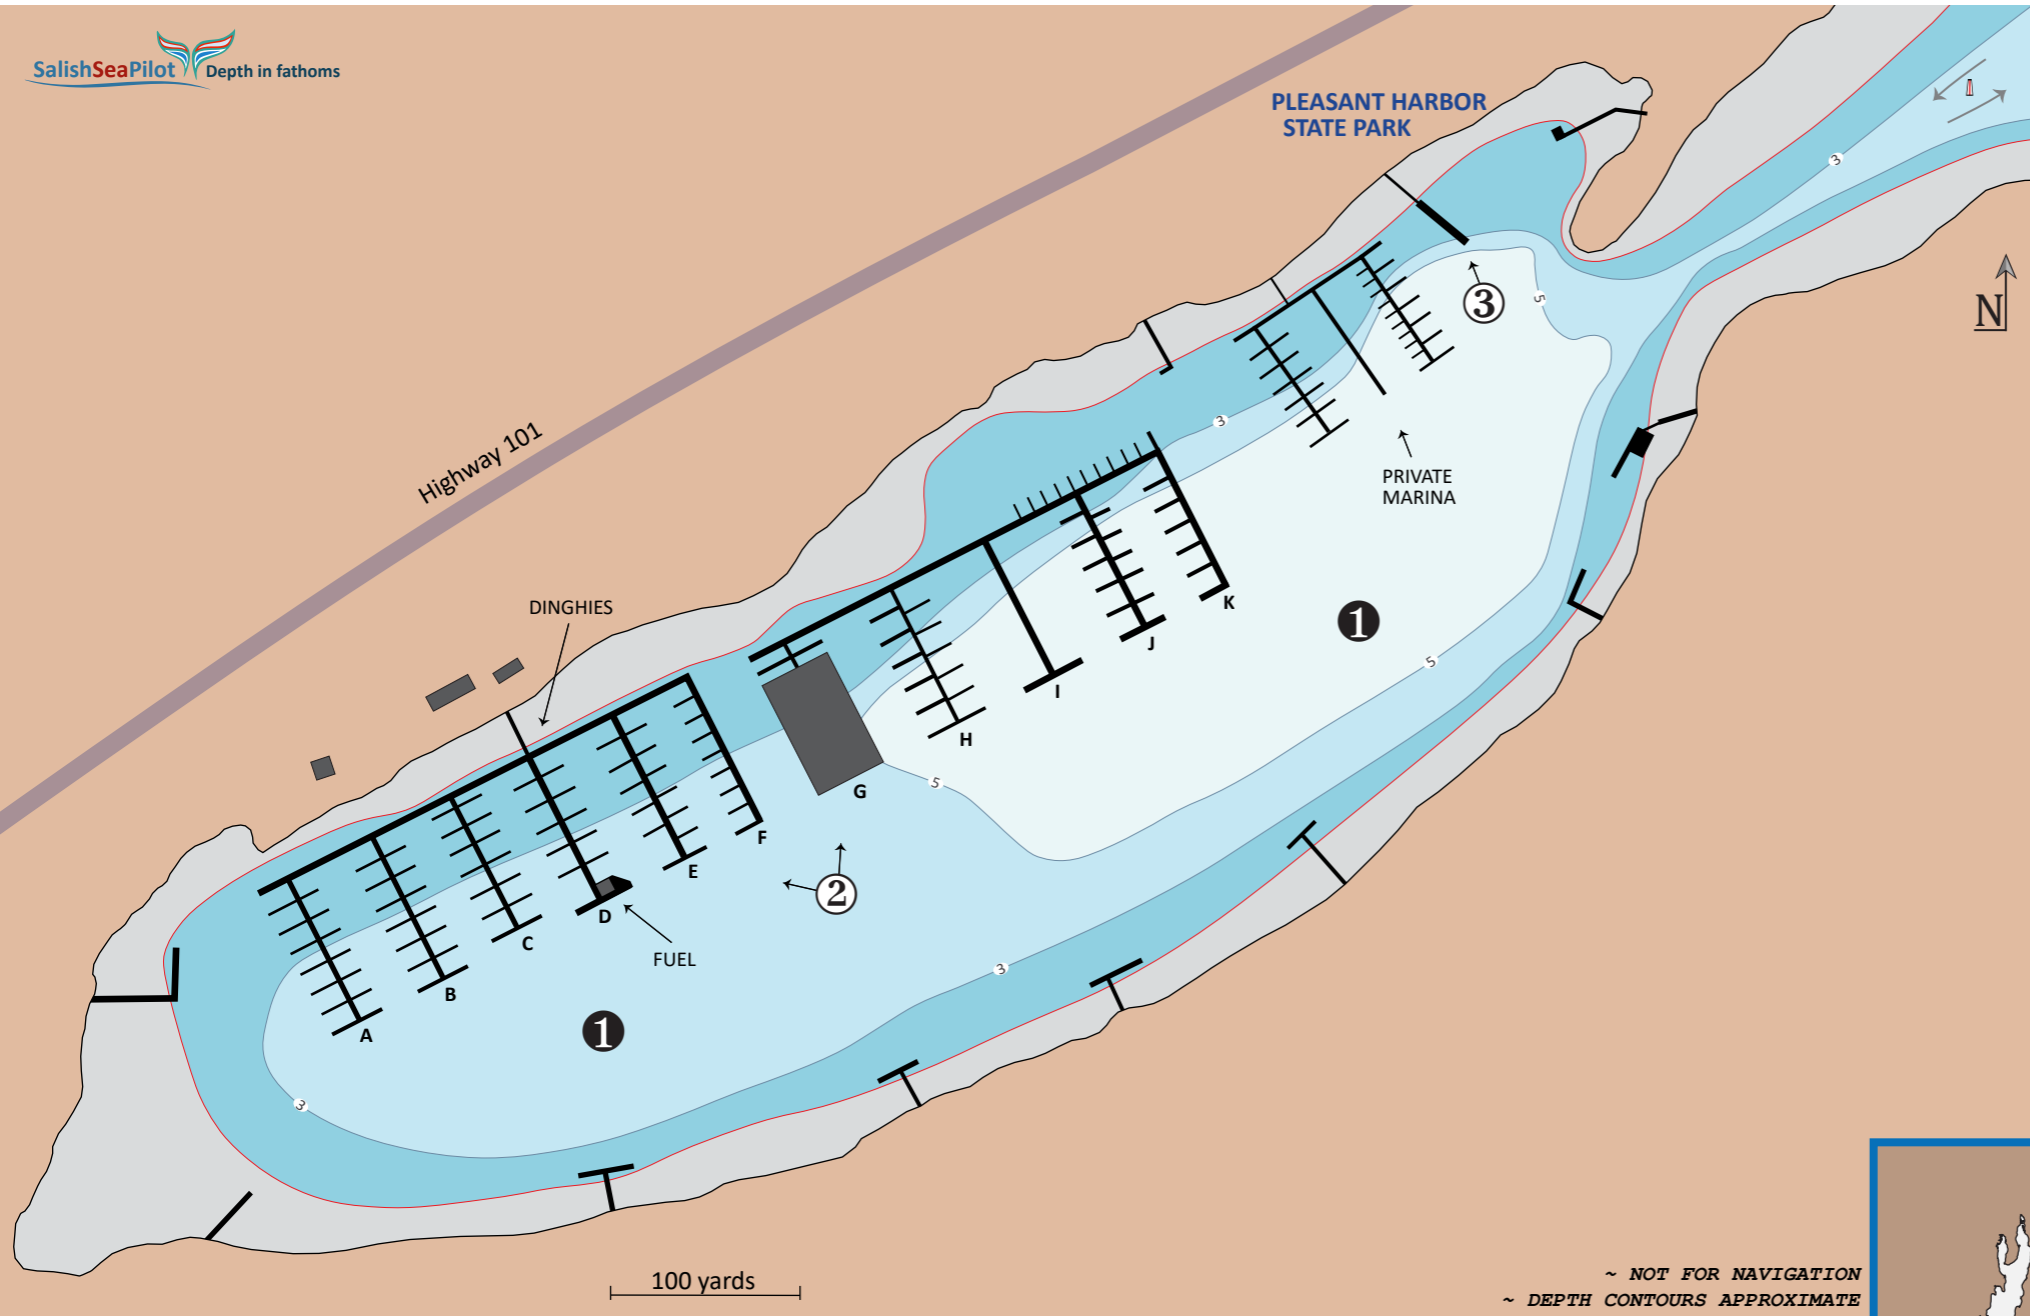 SalishSeaPilot Depth in fathoms
PLEASANT HARBOR
STATE PARK
3
N
3
5
Highway 101
3
PRIVATE
MARINA
DINGHIES
K
1
J
5
I
H
5
G
F
E
2
D
C
FUEL
3
B
1
A
3
100 yards
~ NOT FOR NAVIGATION
~ DEPTH CONTOURS APPROXIMATE